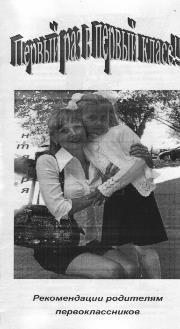 Первый раз в Первый класс!!
Рекомендации родителям
первоклассников